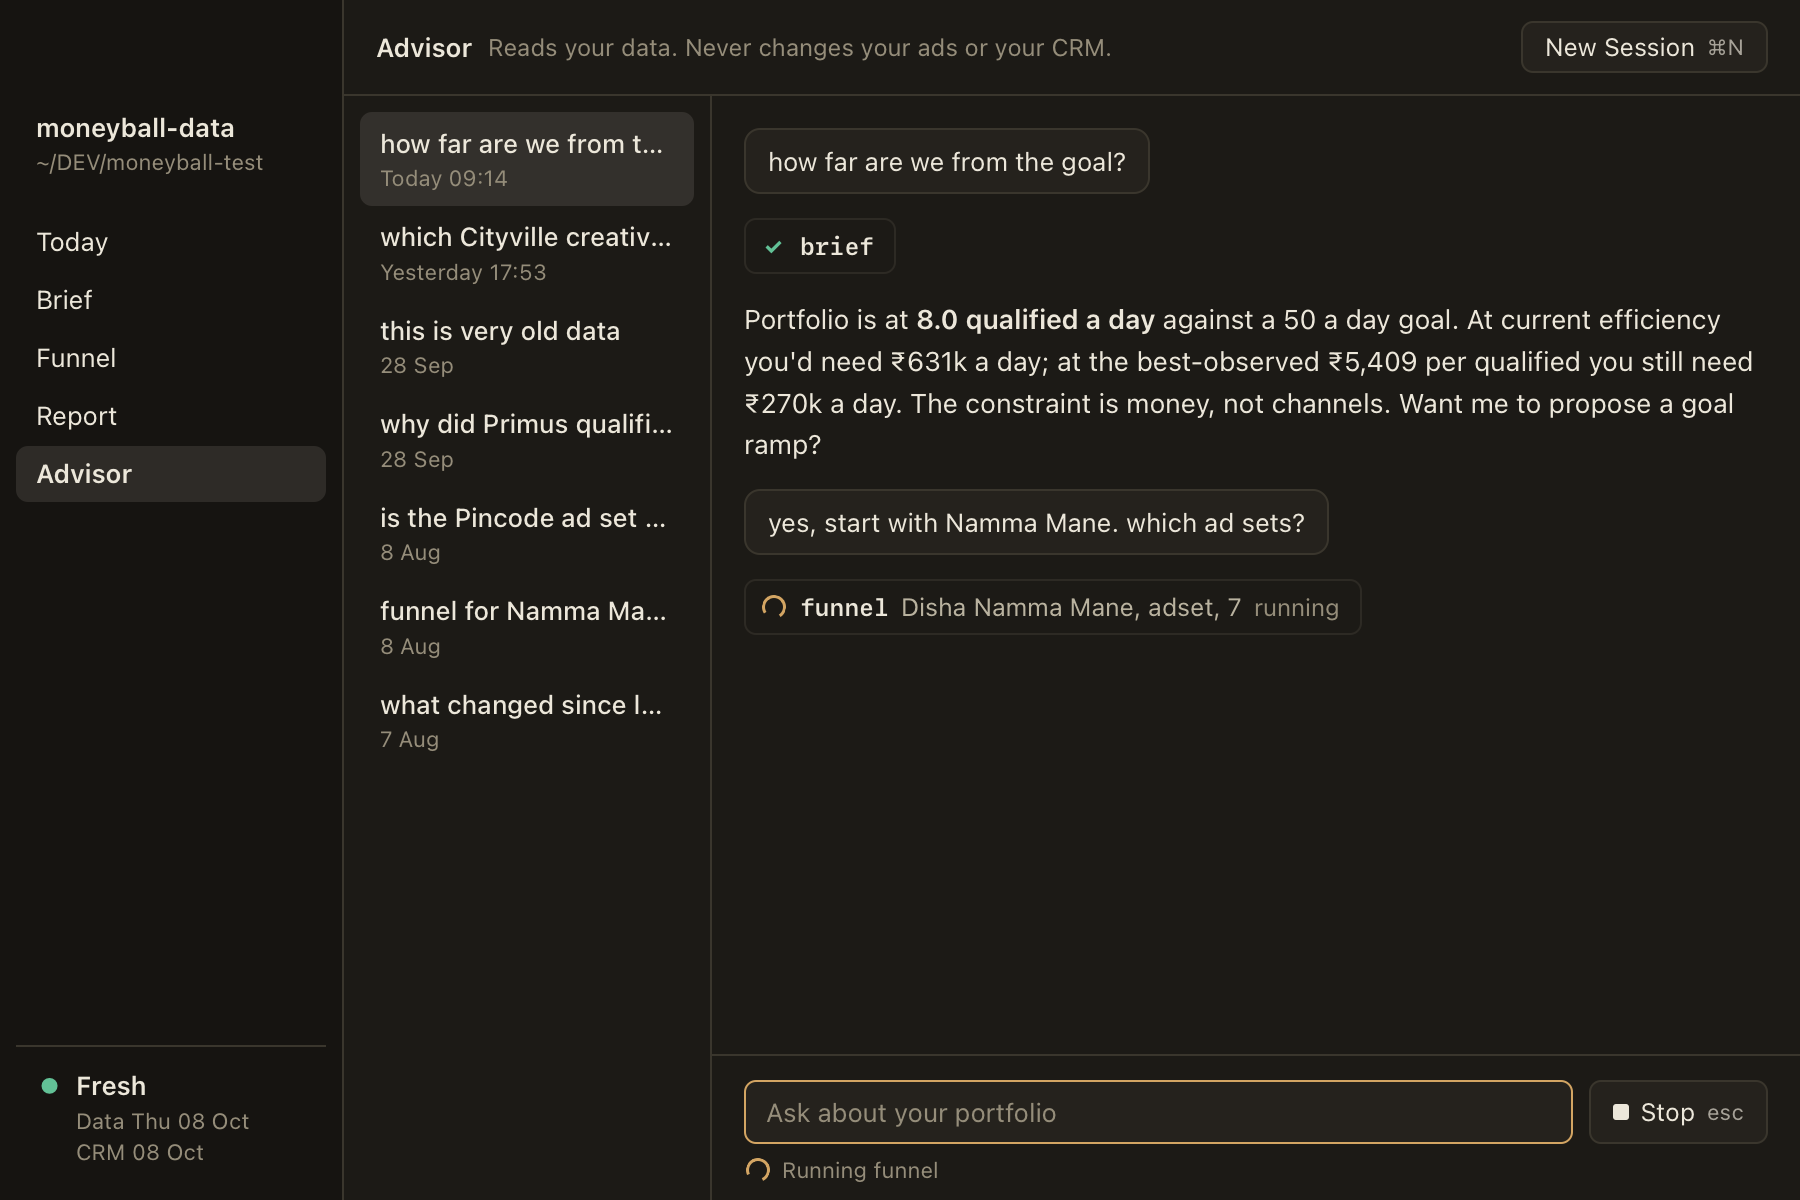 moneyball-data
~/DEV/moneyball-test
Today
Brief
Funnel
Report
Advisor
Fresh
Data Thu 08 Oct
CRM 08 Oct
Advisor Reads your data. Never changes your ads or your CRM.
New Session ⌘N
how far are we from t...
Today 09:14
which Cityville creativ...
Yesterday 17:53
this is very old data
28 Sep
why did Primus qualifi...
28 Sep
is the Pincode ad set ...
8 Aug
funnel for Namma Ma...
8 Aug
what changed since l...
7 Aug
how far are we from the goal?
✓ brief
Portfolio is at 8.0 qualified a day against a 50 a day goal. At current efficiency
you'd need ₹631k a day; at the best-observed ₹5,409 per qualified you still need
₹270k a day. The constraint is money, not channels. Want me to propose a goal
ramp?
yes, start with Namma Mane. which ad sets?
funnel Disha Namma Mane, adset, 7 running
Ask about your portfolio
Stop esc
Running funnel